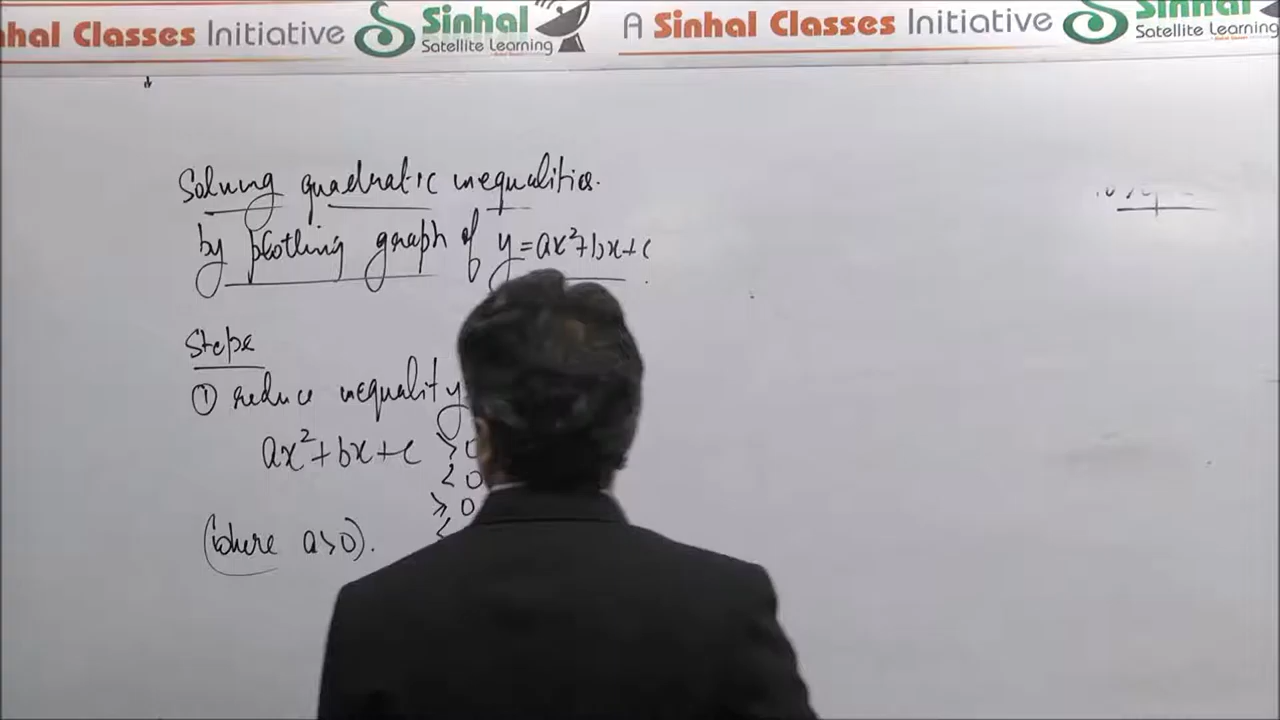 hal Classes Initiative Sinhal Satellite Learning A Sinhal Classes Initiative Sinhal Satellite Learning
Solving quadratic inequalities.
by plotting graph of y=ax²+bx+c
Steps
① reduce inequality
ax²+bx+c >0
<0
⩾0
<
(where a>0).